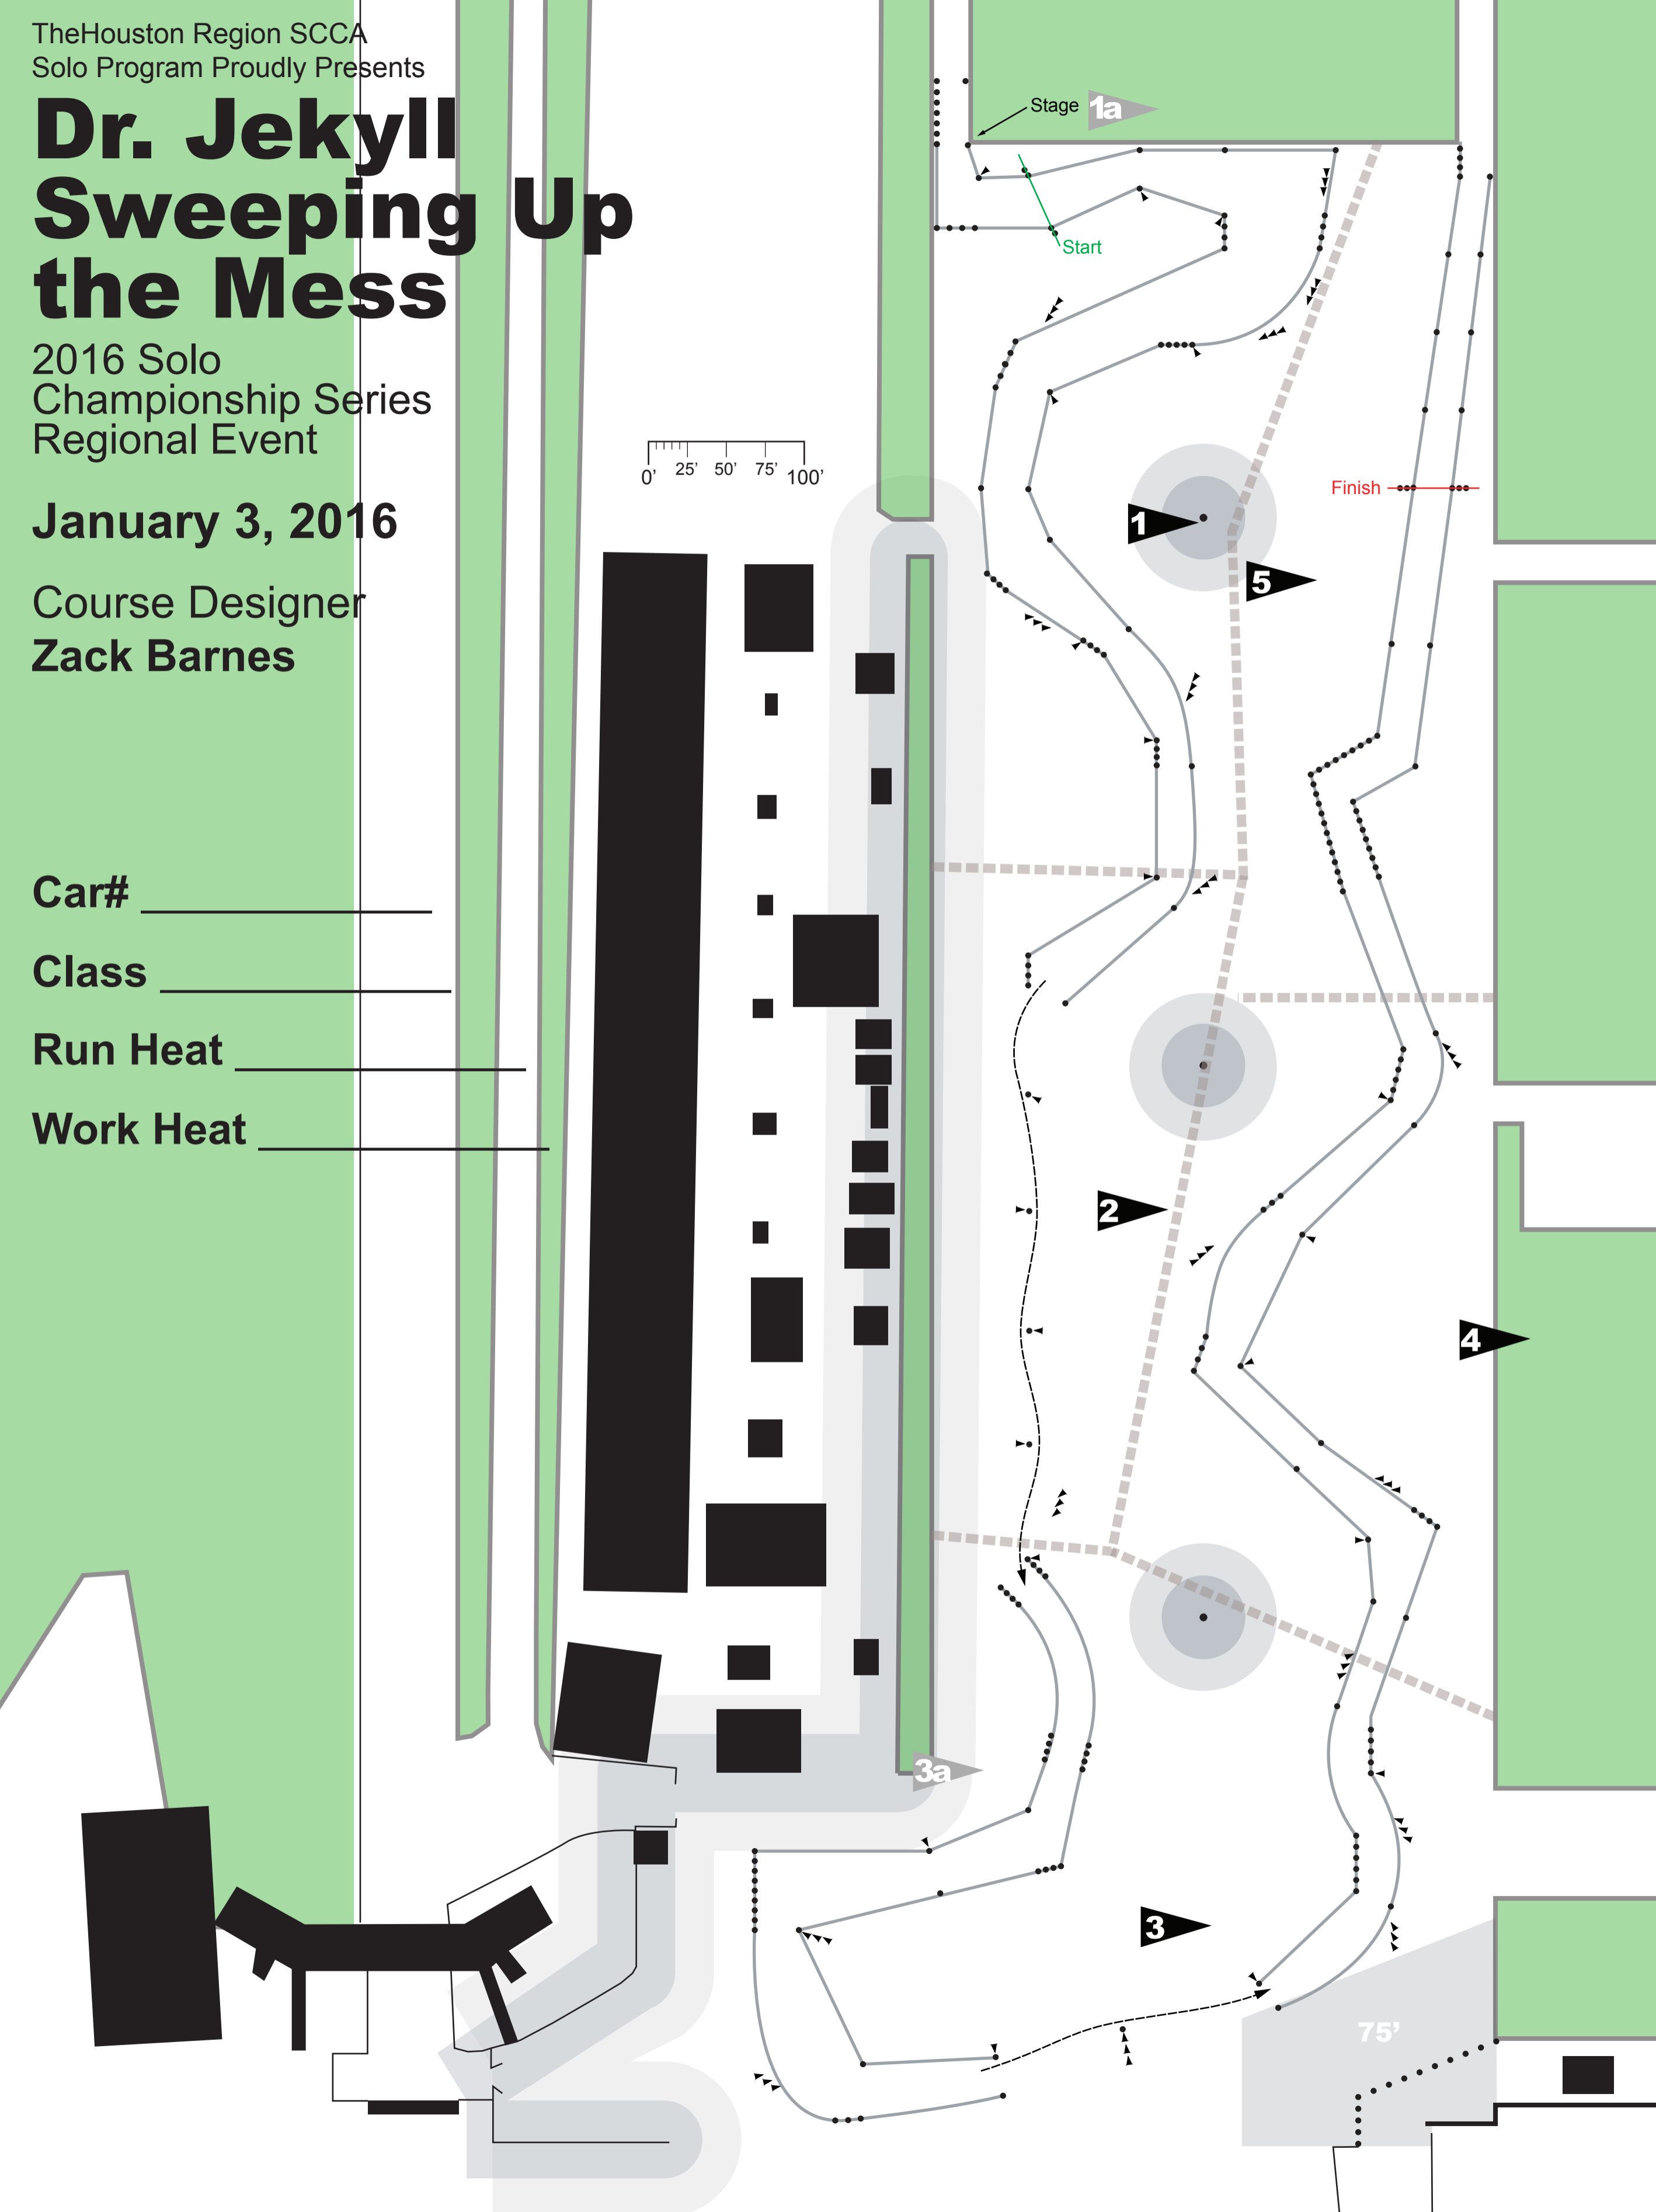 TheHouston Region SCCA
Solo Program Proudly Presents
Dr. Jekyll
Sweeping Up
the Mess
2016 Solo
Championship Series
Regional Event
January 3, 2016
Course Designer
Zack Barnes
Car#
Class
Run Heat
Work Heat
0’ 25’ 50’ 75’ 100’
Stage
1a
Start
Finish
1
5
2
4
3a
3
75’